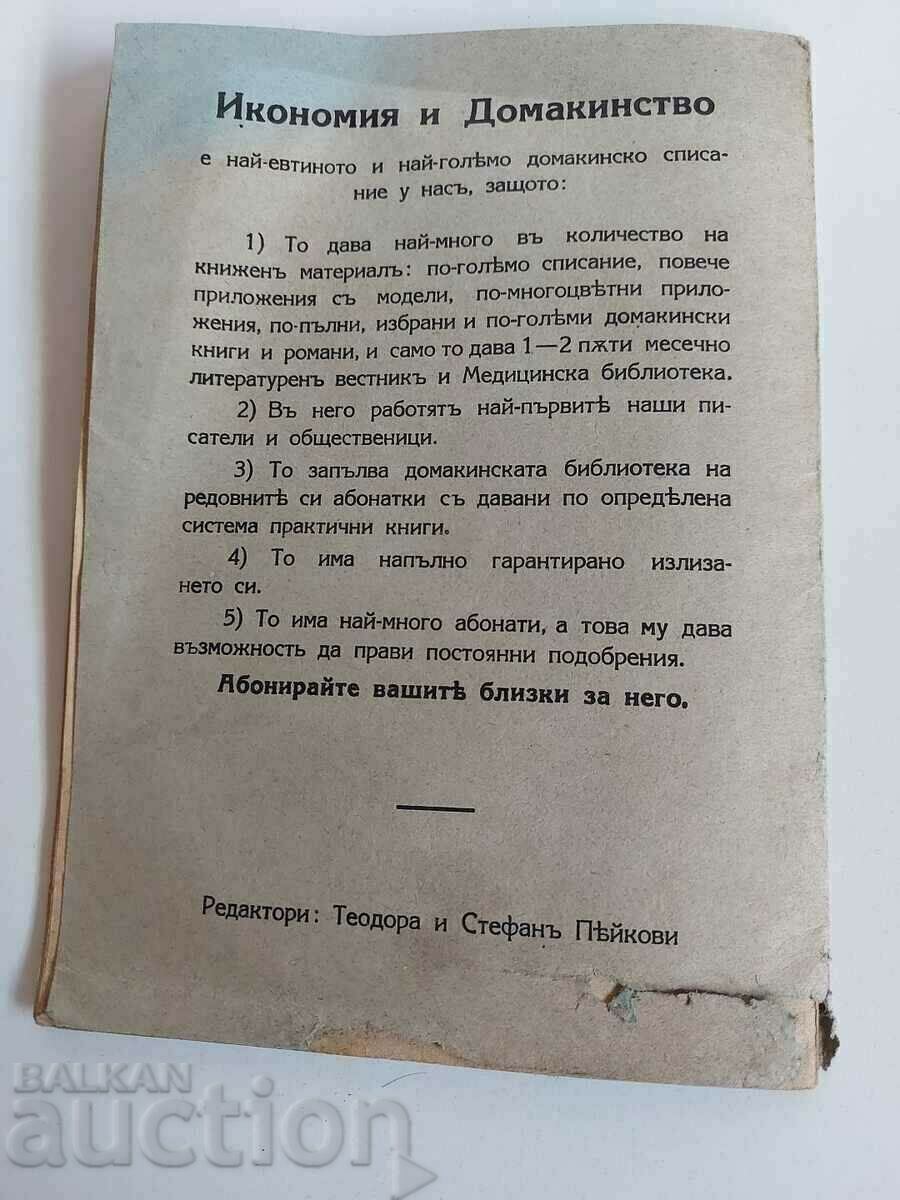 Икономия и Домакинство
е най-евтиното и най-голѣмо домакинско списа-
ние у насъ, защото:
1) То дава най-много въ количество на
книженъ материалъ: по-голѣмо списание, повече
приложения съ модели, по-многоцвѣтни прило-
жения, по-пълни, избрани и по-голѣми домакински
книги и романи, и само то дава 1—2 пѫти месечно
литературенъ вестникъ и Медицинска библиотека.
2) Въ него работятъ най-първитѣ наши пи-
сатели и общественици.
3) То запълва домакинската библиотека на
редовнитѣ си абонатки съ давани по опредѣлена
система практични книги.
4) То има напълно гарантирано излиза-
нето си.
5) То има най-много абонати, а това му дава
възможность да прави постоянни подобрения.
Абонирайте вашитѣ близки за него.
Редактори: Теодора и Стефанъ Пѣйкови
BALKAN
auction